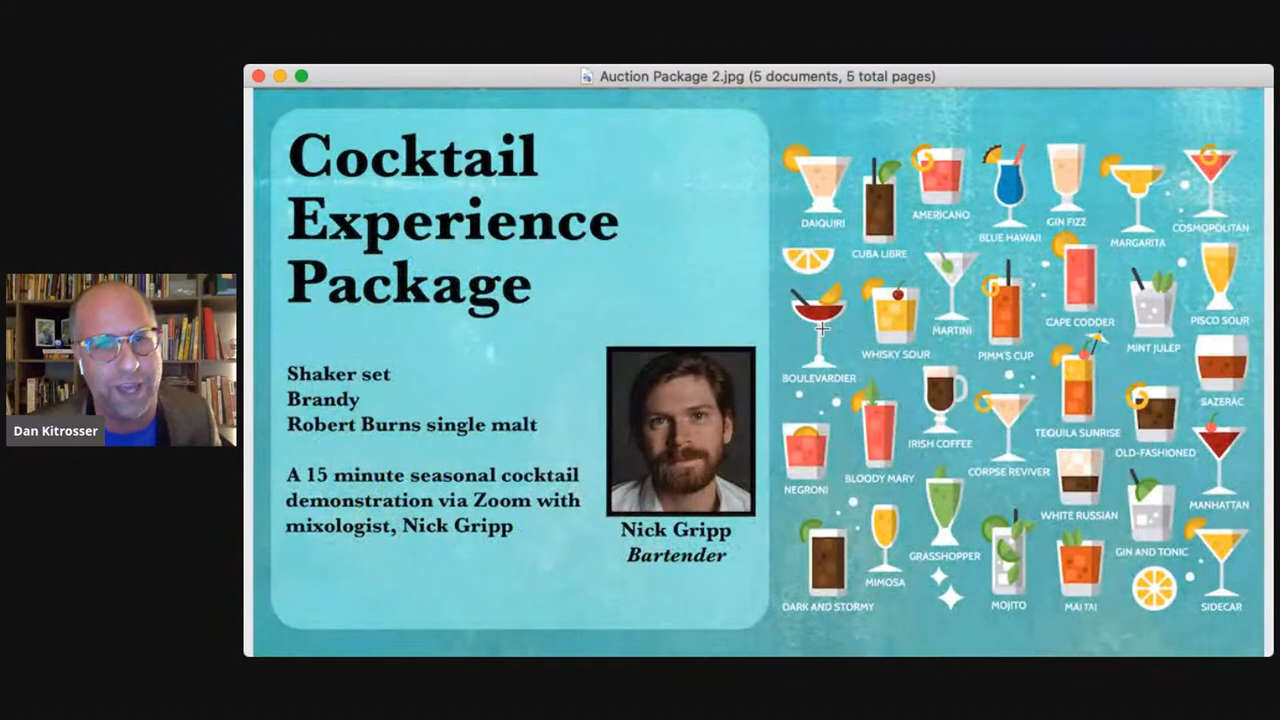 Auction Package 2.jpg (5 documents, 5 total pages)
Cocktail
Experience
Package
Shaker set
Brandy
Robert Burns single malt
A 15 minute seasonal cocktail
demonstration via Zoom with
mixologist, Nick Gripp
Nick Gripp
Bartender
Dan Kitrosser
DAIQUIRI
CUBA LIBRE
AMERICANO
BLUE HAWAII
GIN FIZZ
MARGARITA
COSMOPOLITAN
BOULEVARDIER
WHISKY SOUR
MARTINI
PIMM'S CUP
CAPE CODDER
MINT JULEP
PISCO SOUR
NEGRONI
BLOODY MARY
IRISH COFFEE
CORPSE REVIVER
TEQUILA SUNRISE
OLD-FASHIONED
SAZERAC
DARK AND STORMY
MIMOSA
GRASSHOPPER
MOJITO
WHITE RUSSIAN
MAI TAI
GIN AND TONIC
MANHATTAN
SIDECAR